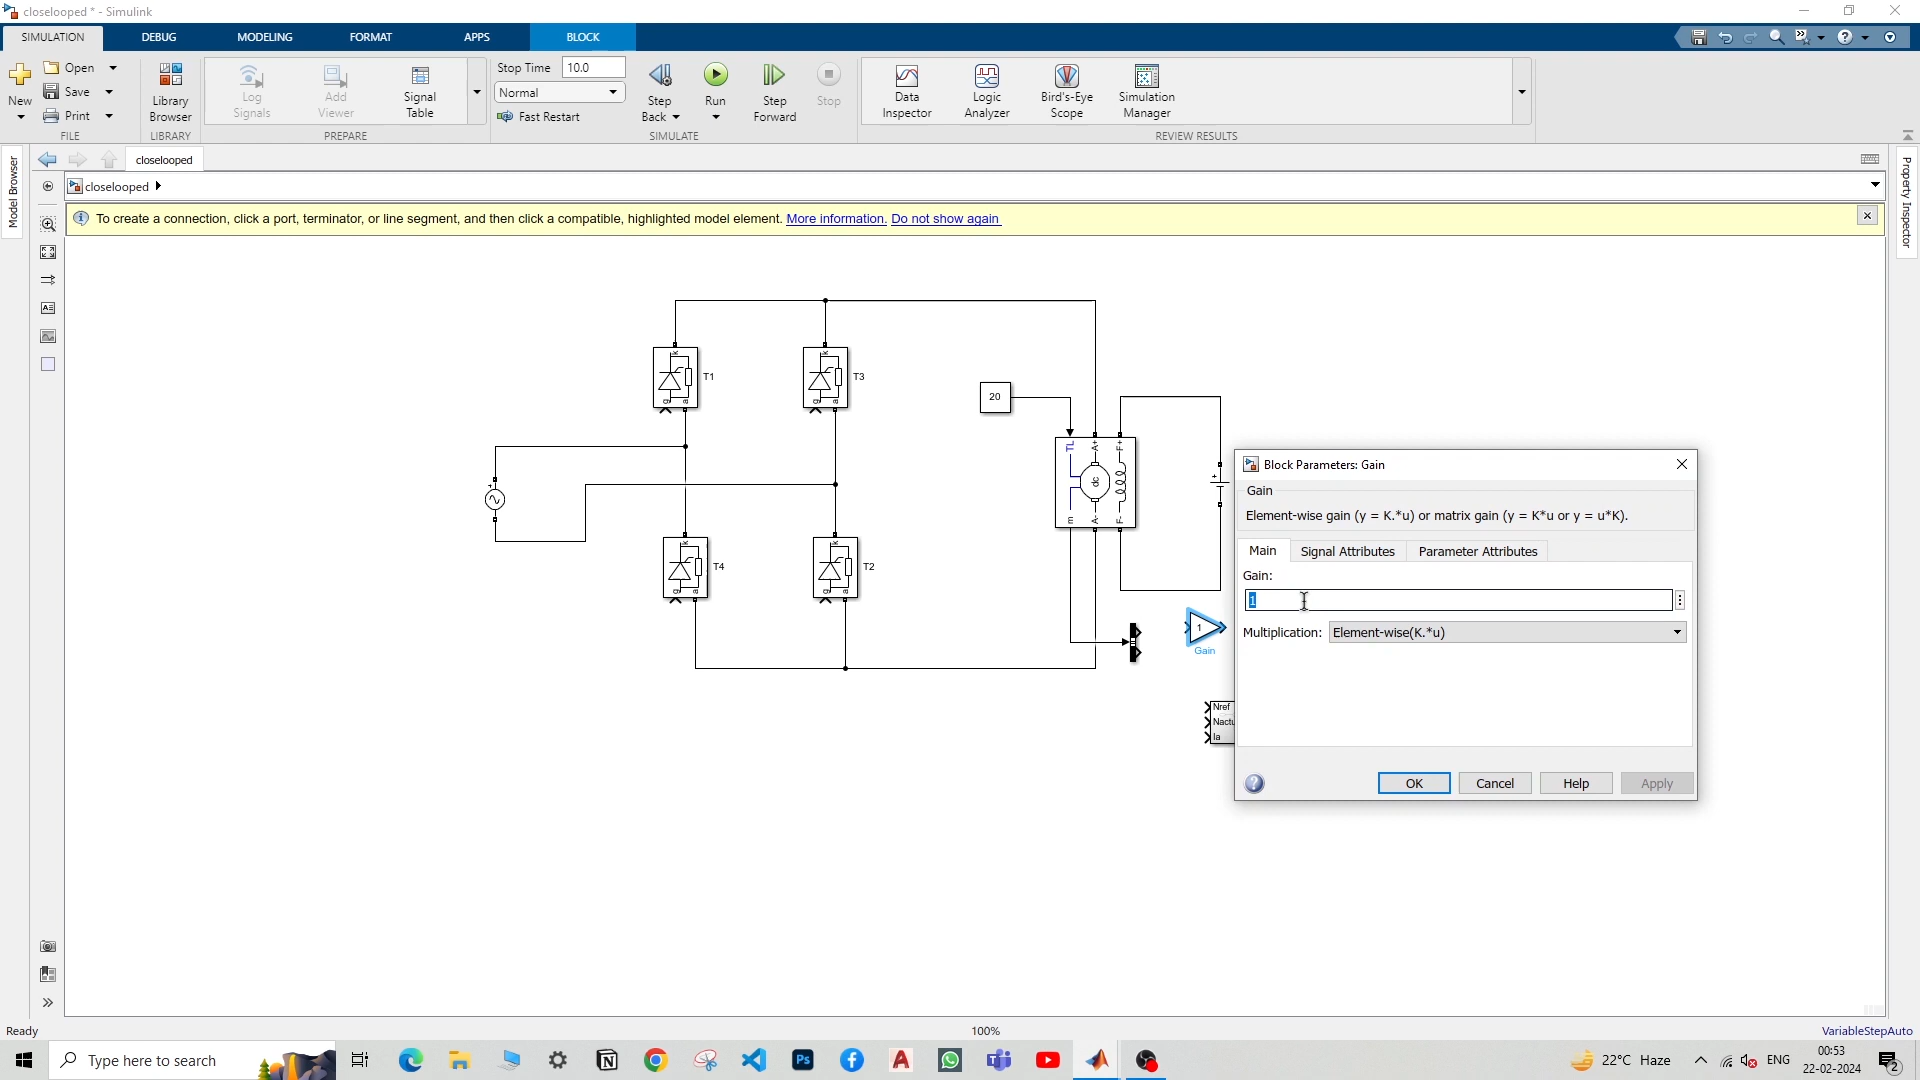 closelooped * - Simulink
SIMULATION DEBUG MODELING FORMAT APPS BLOCK
New Open Save Print FILE
Library Browser LIBRARY
Log Signals Add Viewer Signal Table PREPARE
Stop Time 10.0
Normal
Fast Restart
Step Back Run Step Forward Stop SIMULATE
Data Inspector Logic Analyzer Bird's-Eye Scope Simulation Manager REVIEW RESULTS
Model Browser
closelooped
closelooped
Property Inspector
To create a connection, click a port, terminator, or line segment, and then click a compatible, highlighted model element. More information. Do not show again
k g a T1
k g a T3
20
TL A+ F+
dc
m A- F-
k g a T4
k g a T2
1
Gain
Nref
Nactu
Ia
Block Parameters: Gain
Gain
Element-wise gain (y = K.*u) or matrix gain (y = K*u or y = u*K).
Main Signal Attributes Parameter Attributes
Gain:
1
Multiplication: Element-wise(K.*u)
OK Cancel Help Apply
Ready 100% VariableStepAuto
Type here to search
22°C Haze ENG 00:53
22-02-2024
2